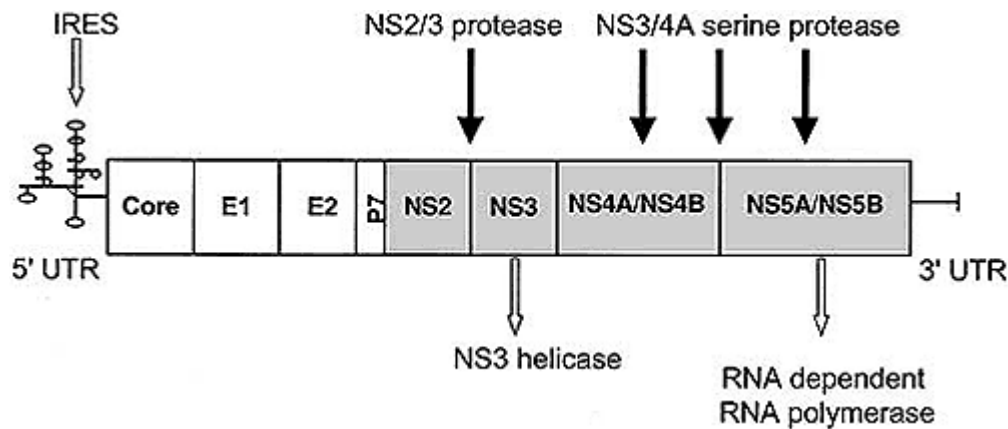 IRES
NS2/3 protease
NS3/4A serine protease
Core
E1
E2
P7
NS2
NS3
NS4A/NS4B
NS5A/NS5B
5' UTR
3' UTR
NS3 helicase
RNA dependent
RNA polymerase